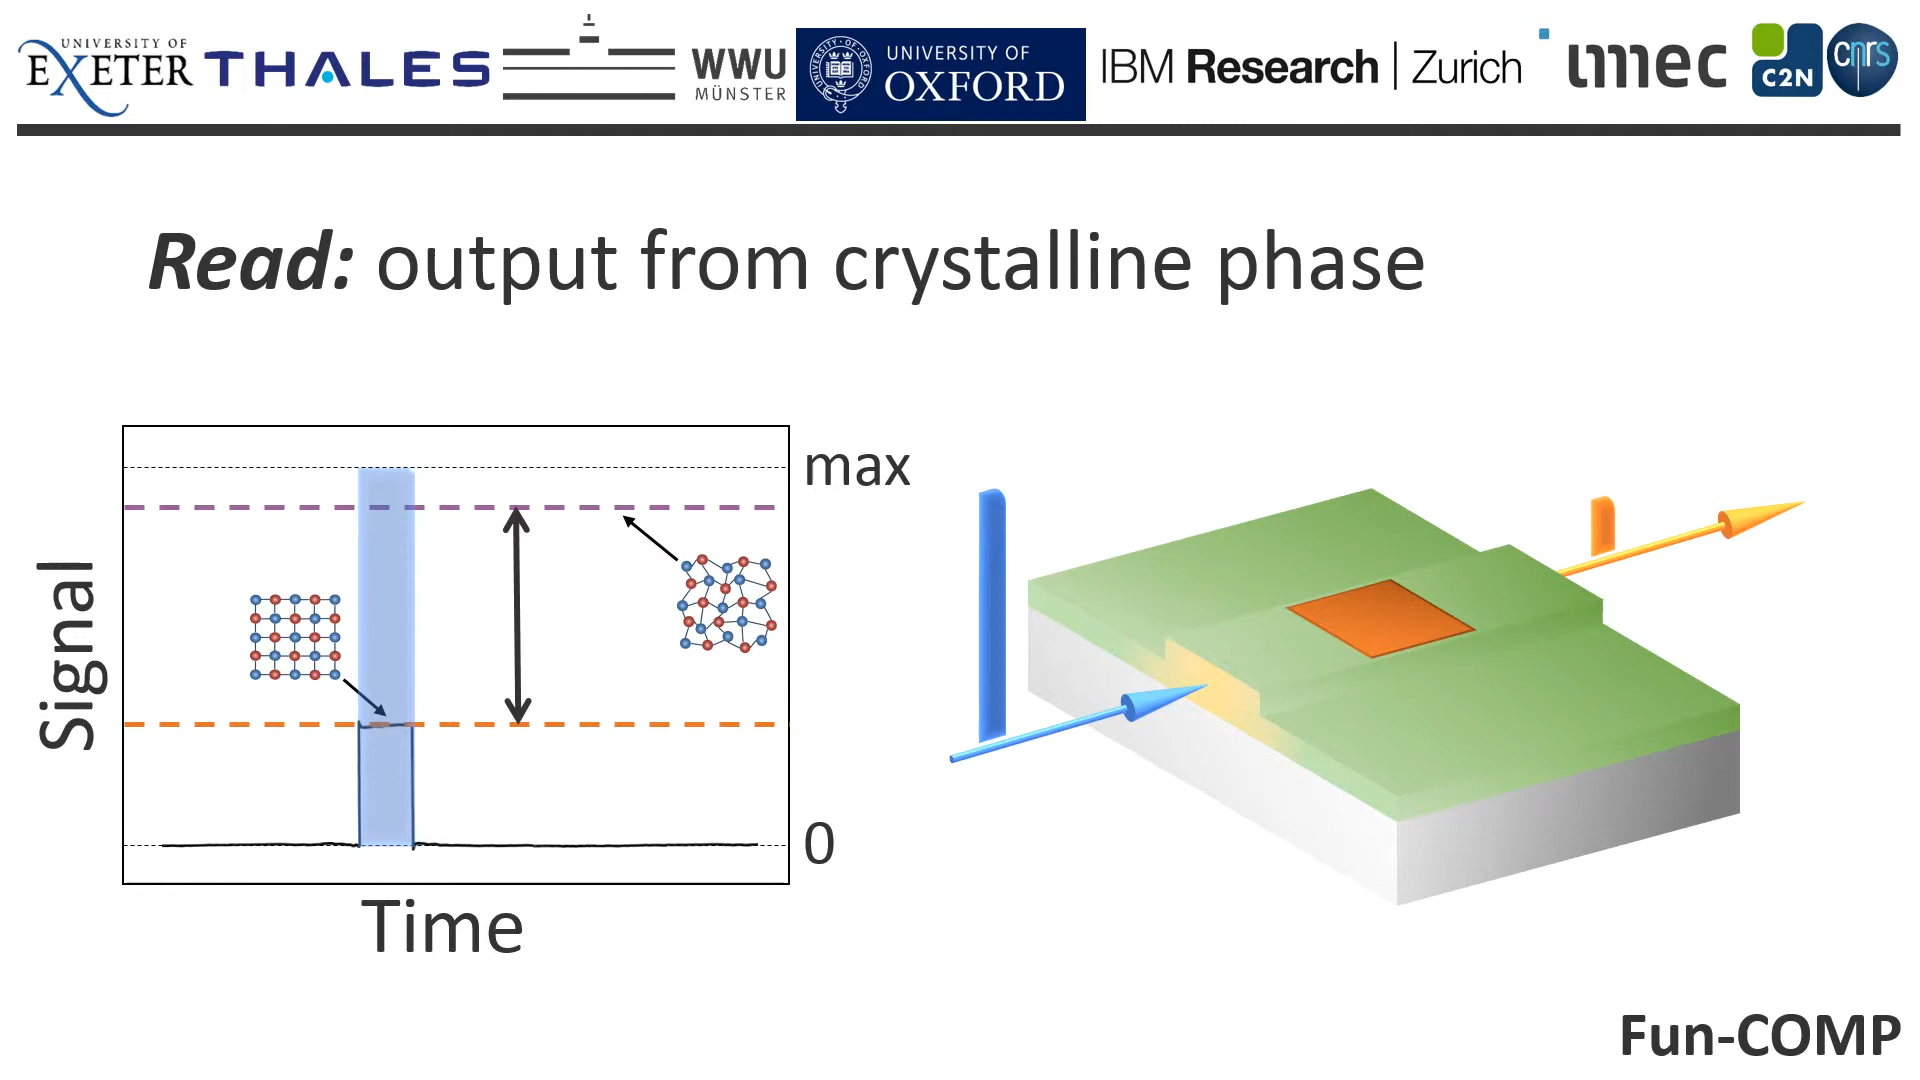 UNIVERSITY OF
EXETER
THALES
WWU
MÜNSTER
UNIVERSITY OF
OXFORD
IBM Research | Zurich
imec
C2N
cnrs
Read: output from crystalline phase
max
Signal
0
Time
Fun-COMP